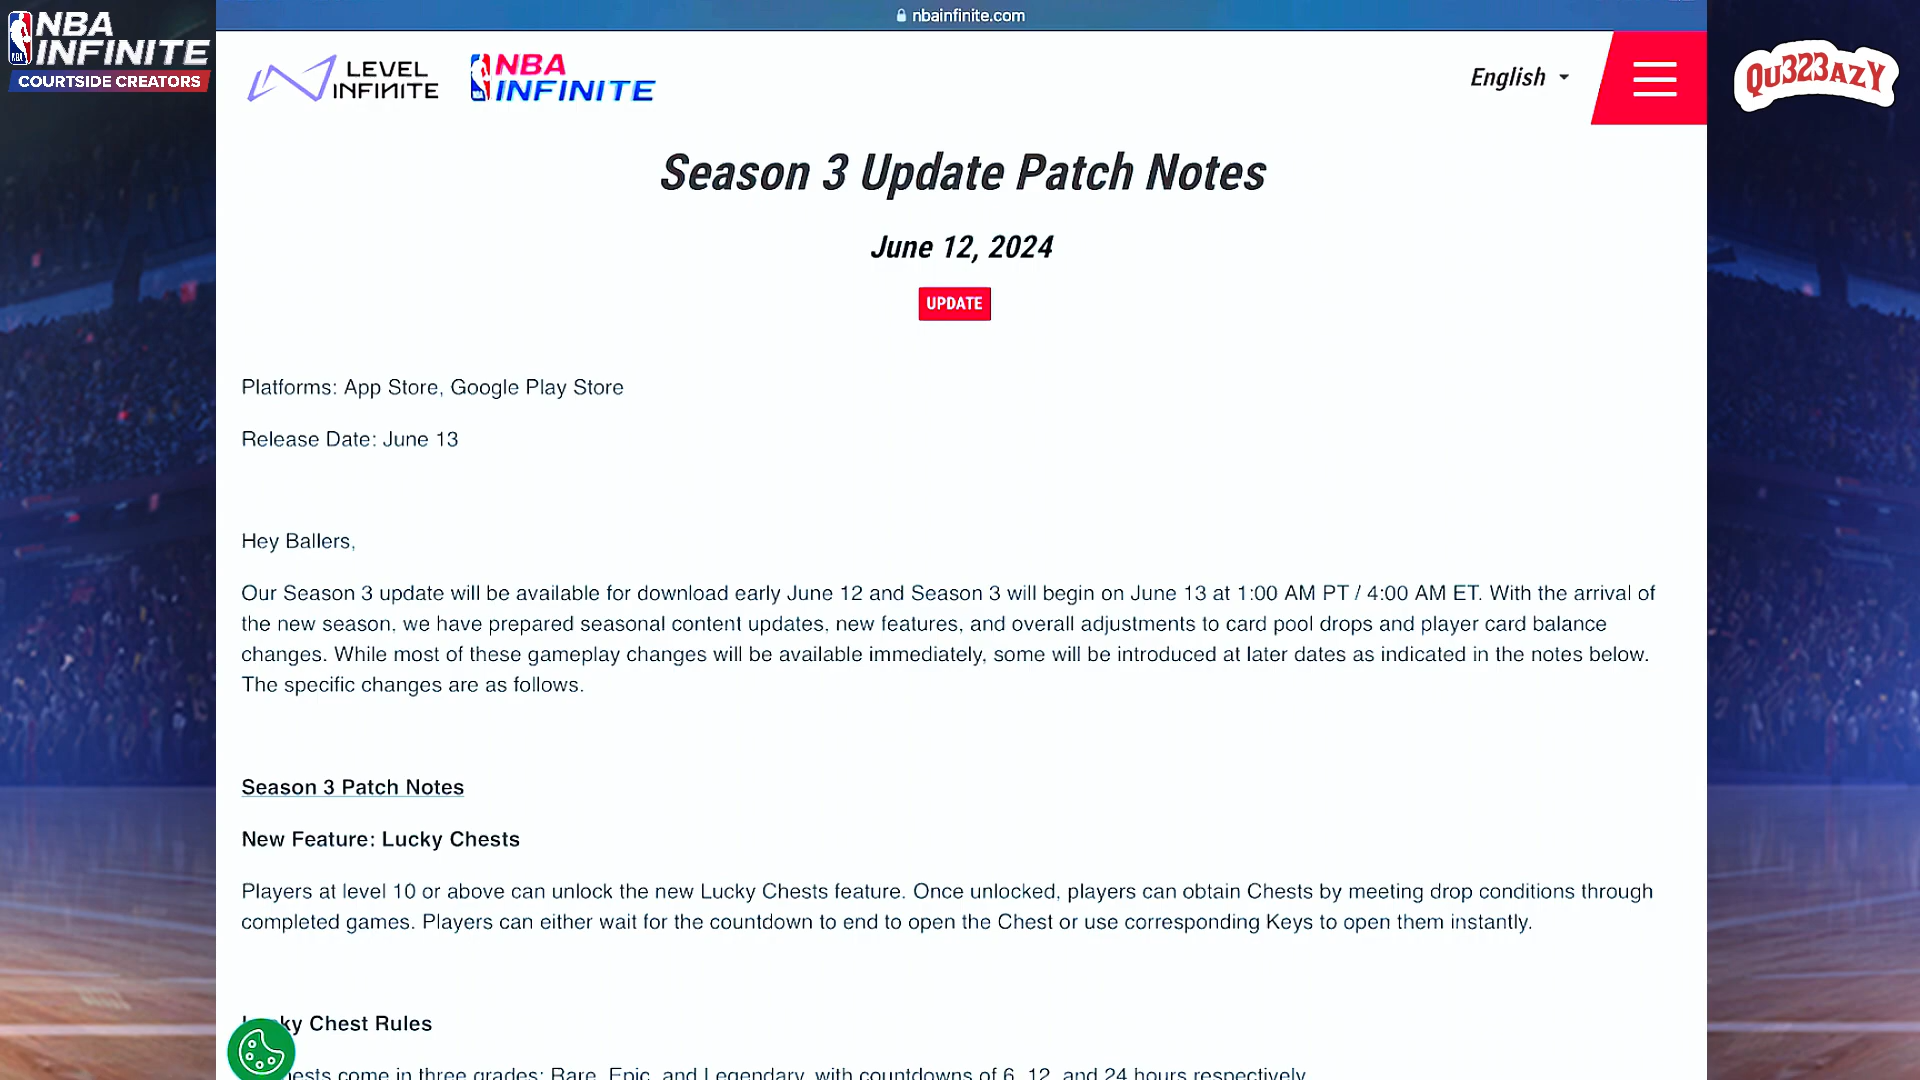 NBA
INFINITE
COURTSIDE CREATORS
nbainfinite.com
LEVEL
INFINITE
NBA
INFINITE
English
QU323AZY
Season 3 Update Patch Notes
June 12, 2024
UPDATE
Platforms: App Store, Google Play Store
Release Date: June 13
Hey Ballers,
Our Season 3 update will be available for download early June 12 and Season 3 will begin on June 13 at 1:00 AM PT / 4:00 AM ET. With the arrival of
the new season, we have prepared seasonal content updates, new features, and overall adjustments to card pool drops and player card balance
changes. While most of these gameplay changes will be available immediately, some will be introduced at later dates as indicated in the notes below.
The specific changes are as follows.
Season 3 Patch Notes
New Feature: Lucky Chests
Players at level 10 or above can unlock the new Lucky Chests feature. Once unlocked, players can obtain Chests by meeting drop conditions through
completed games. Players can either wait for the countdown to end to open the Chest or use corresponding Keys to open them instantly.
Chest Rules
come in three grades: Rare, Epic, and Legendary, with countdowns of 6, 12, and 24 hours respectively